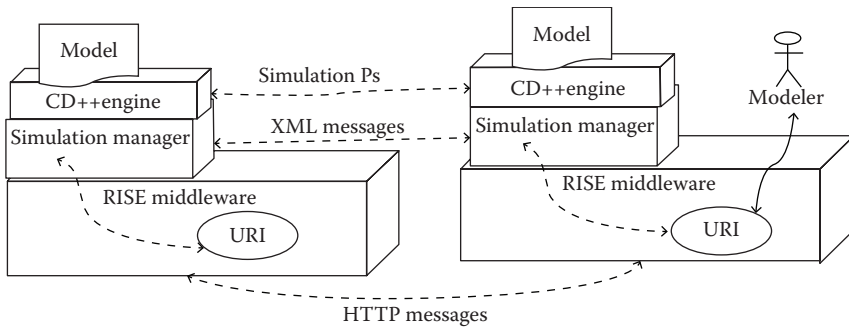 Model
CD++engine
Simulation manager
RISE middleware
URI
Simulation Ps
XML messages
HTTP messages
Model
CD++engine
Simulation manager
RISE middleware
URI
Modeler